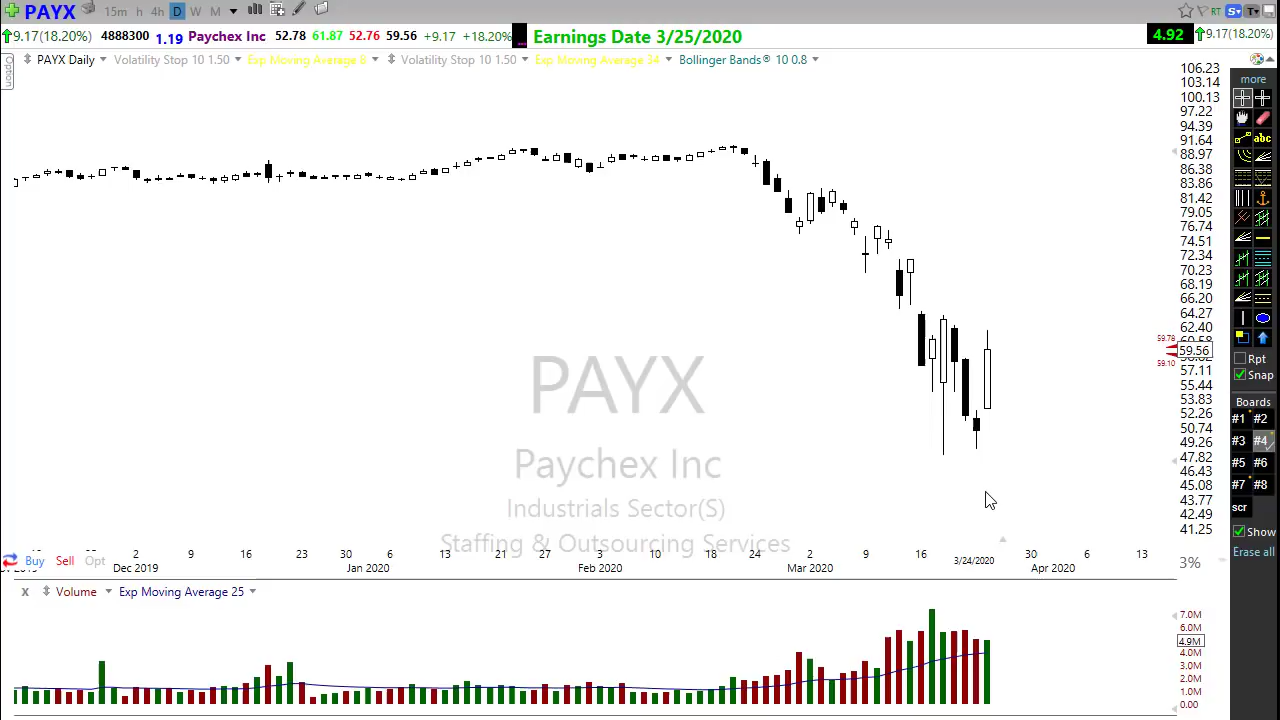 PAYX 15m h 4h D W M RT S T
9.17(18.20%) 4888300 1.19 Paychex Inc 52.78 61.87 52.76 59.56 +9.17 +18.20% Earnings Date 3/25/2020 4.92 9.17(18.20%)
Option PAYX Daily Volatility Stop 10 1.50 Exp Moving Average 8 Volatility Stop 10 1.50 Exp Moving Average 34 Bollinger Bands® 10 0.8
more
abc
106.23
103.14
100.13
97.22
94.39
91.64
88.97
86.38
83.86
81.42
79.05
76.74
74.51
72.34
70.23
68.19
66.20
64.27
62.40
59.78
59.56
59.10
57.11
55.44
53.83
52.26
50.74
49.26
47.82
46.43
45.08
43.77
42.49
41.25
PAYX
Paychex Inc
Industrials Sector(S)
Staffing & Outsourcing Services
Rpt
Snap
Boards
#1 #2
#3 #4
#5 #6
#7 #8
scr
Show
Erase all
2 9 16 23 30 6 13 21 27 3 10 18 24 2 9 16 30 6 13
Buy Sell Opt 3%
Dec 2019 Jan 2020 Feb 2020 Mar 2020 3/24/2020 Apr 2020
x Volume Exp Moving Average 25
7.0M
6.0M
4.9M
4.0M
3.0M
2.0M
1.0M
0.00